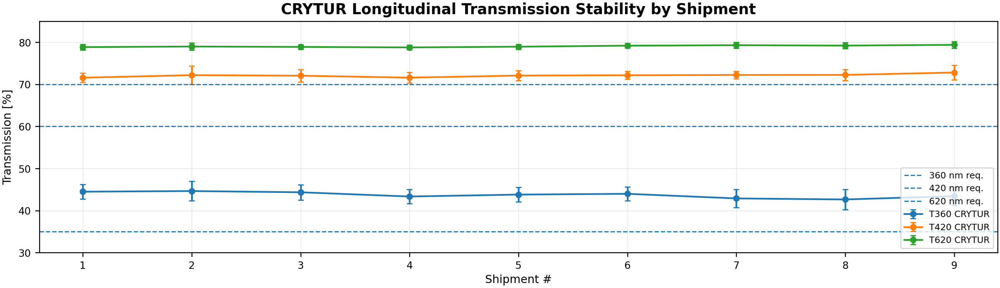 CRYTUR Longitudinal Transmission Stability by Shipment
Transmission [%]
80
70
60
50
40
30
360 nm req.
420 nm req.
620 nm req.
T360 CRYTUR
T420 CRYTUR
T620 CRYTUR
1 2 3 4 5 6 7 8 9
Shipment #